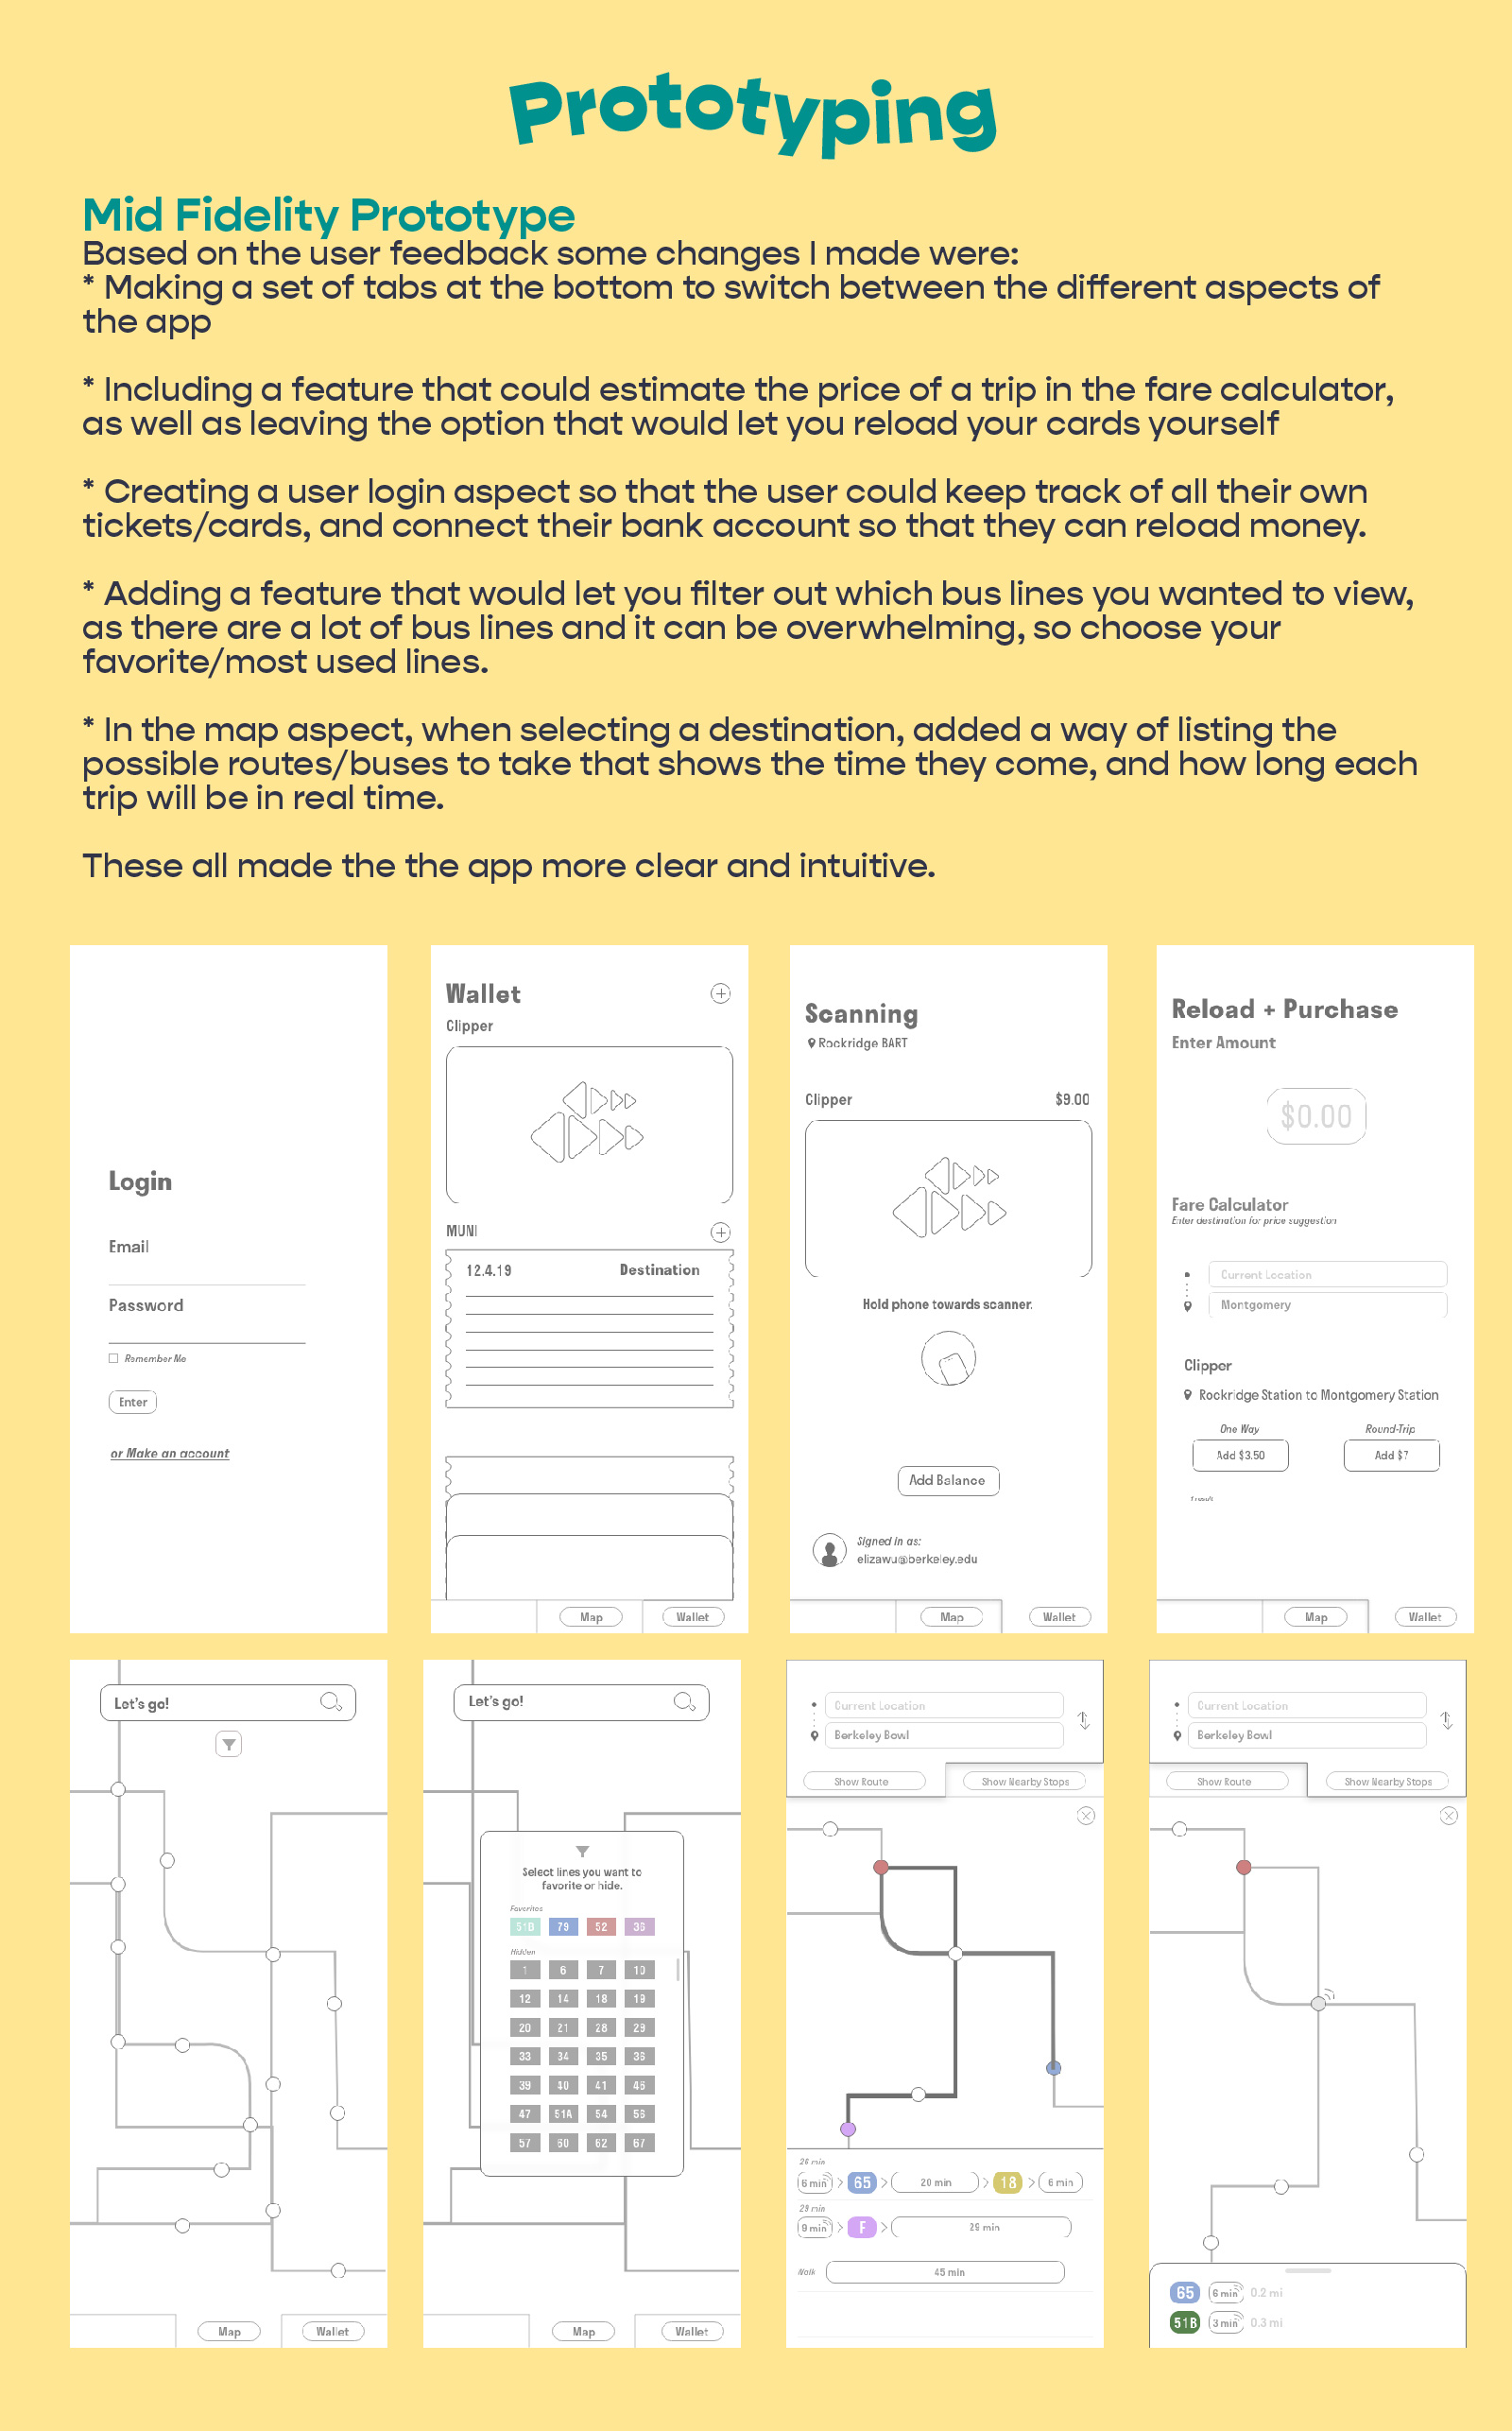 Prototyping
Mid Fidelity Prototype
Based on the user feedback some changes I made were:
* Making a set of tabs at the bottom to switch between the different aspects of
the app
* Including a feature that could estimate the price of a trip in the fare calculator,
as well as leaving the option that would let you reload your cards yourself
* Creating a user login aspect so that the user could keep track of all their own
tickets/cards, and connect their bank account so that they can reload money.
* Adding a feature that would let you filter out which bus lines you wanted to view,
as there are a lot of bus lines and it can be overwhelming, so choose your
favorite/most used lines.
* In the map aspect, when selecting a destination, added a way of listing the
possible routes/buses to take that shows the time they come, and how long each
trip will be in real time.
These all made the the app more clear and intuitive.
Login
Email
Password
Remember Me
Enter
or Make an account
Wallet
Clipper
MUNI
12.4.19 Destination
Map Wallet
Scanning
Rockridge BART
Clipper $9.00
Hold phone towards scanner.
Add Balance
Signed in as:
elizawu@berkeley.edu
Map Wallet
Reload + Purchase
Enter Amount
$0.00
Fare Calculator
Enter destination for price suggestion
Current Location
Montgomery
Clipper
Rockridge Station to Montgomery Station
One Way Round-Trip
Add $3.50 Add $7
1 result
Map Wallet
Let's go!
Map Wallet
Let's go!
Select lines you want to
favorite or hide.
Favorites
51B 79 52 36
Hidden
1 6 7 10
12 14 18 19
20 21 28 29
33 34 35 36
39 40 41 46
47 51A 54 56
57 60 62 67
Map Wallet
Current Location
Berkeley Bowl
Show Route Show Nearby Stops
26 min
6 min > 65 > 20 min > 18 > 6 min
29 min
9 min > F > 29 min
Walk 45 min
Current Location
Berkeley Bowl
Show Route Show Nearby Stops
65 6 min 0.2 mi
51B 3 min 0.3 mi